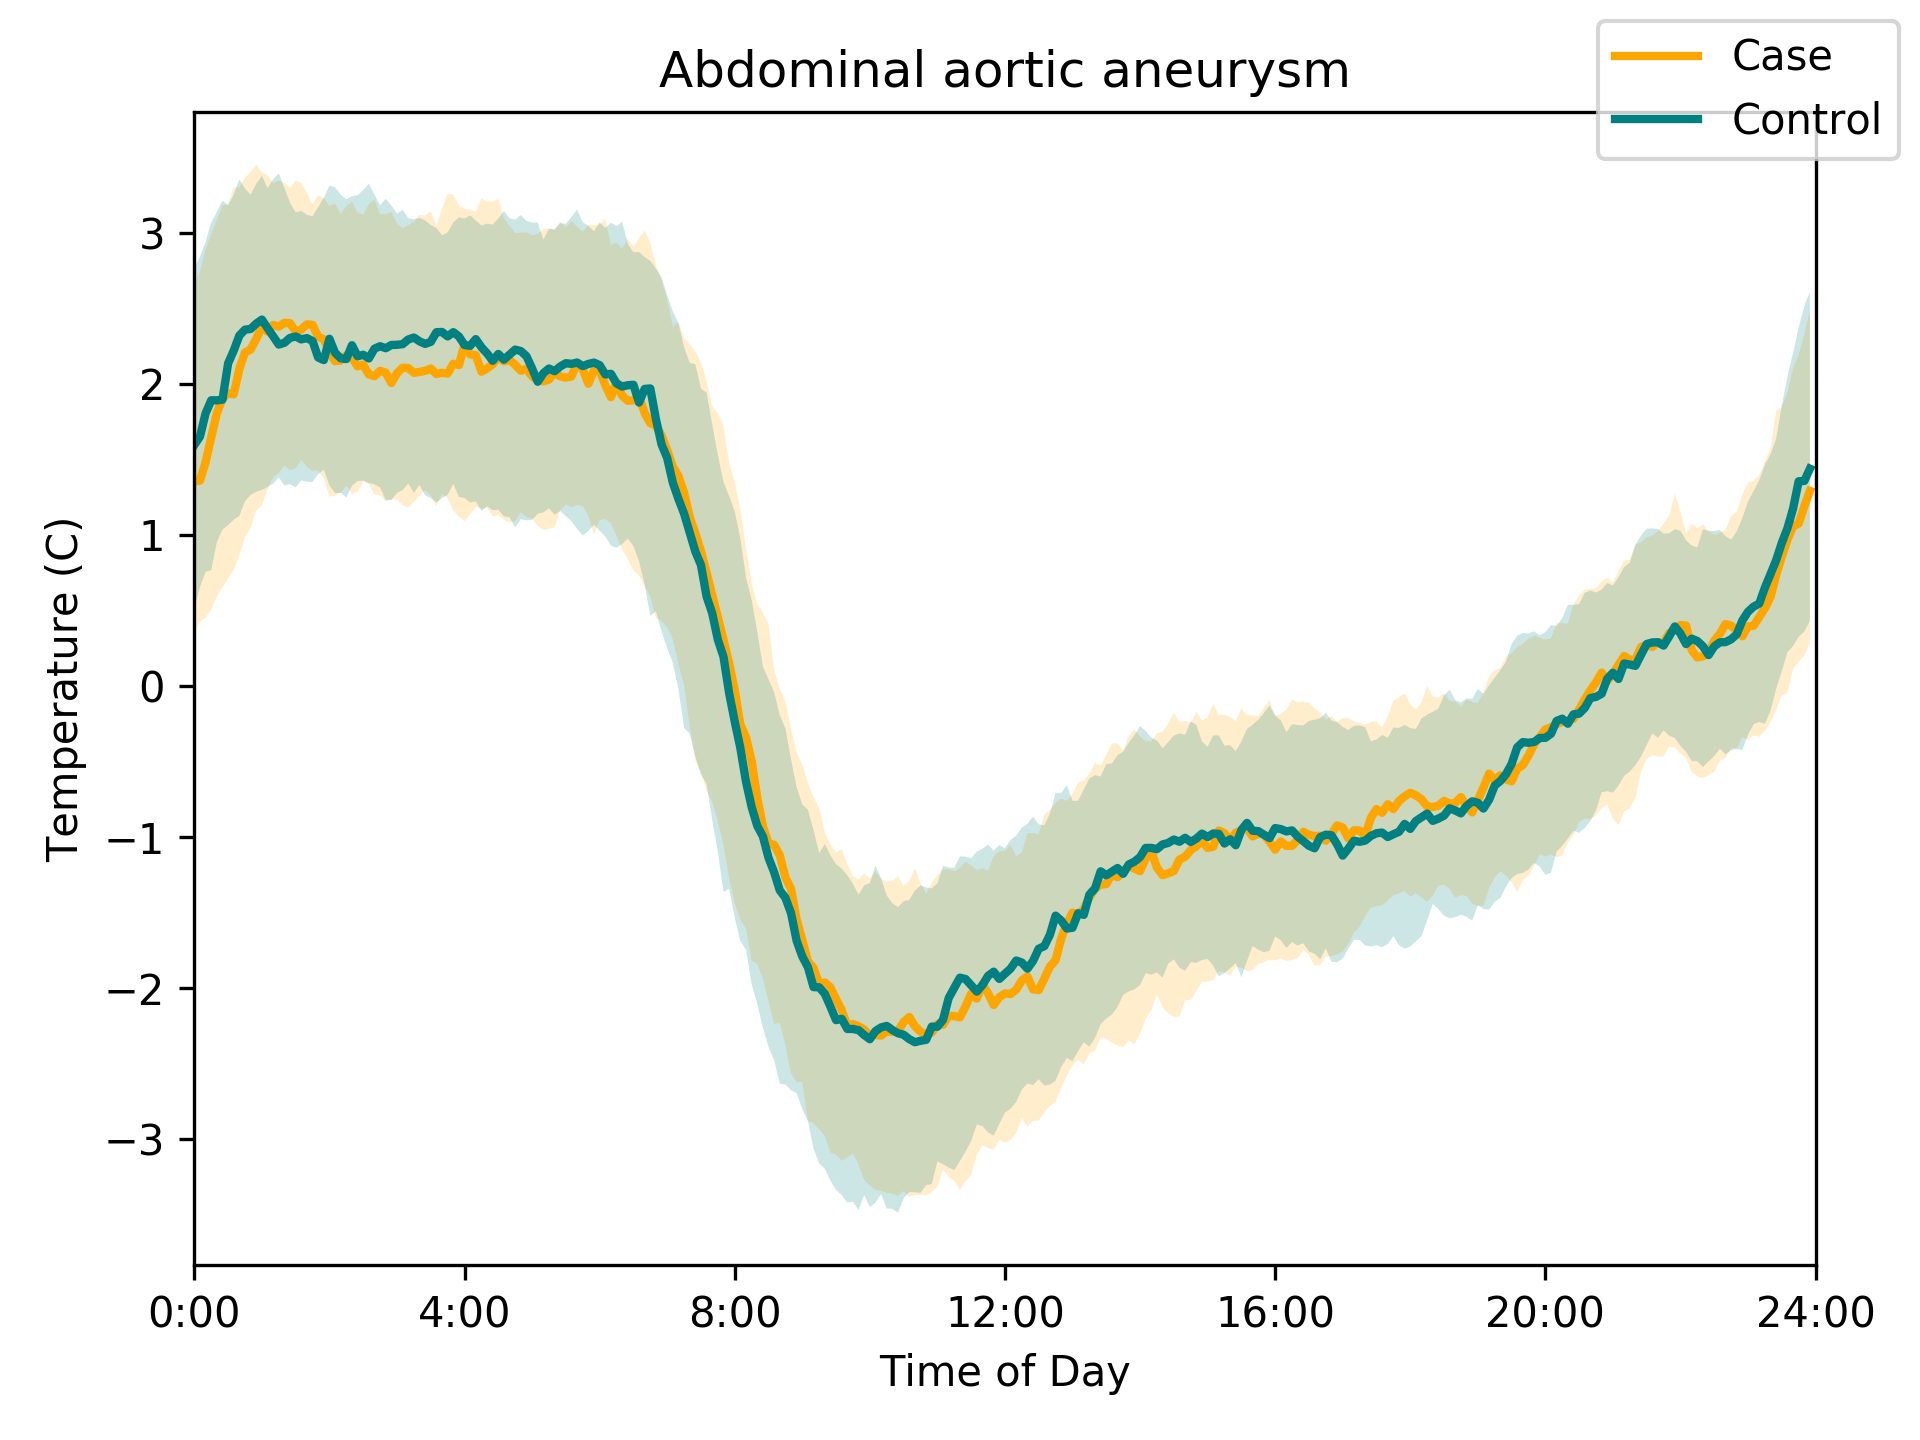 Abdominal aortic aneurysm
Case
Control
Temperature (C)
3
2
1
0
−1
−2
−3
0:00 4:00 8:00 12:00 16:00 20:00 24:00
Time of Day